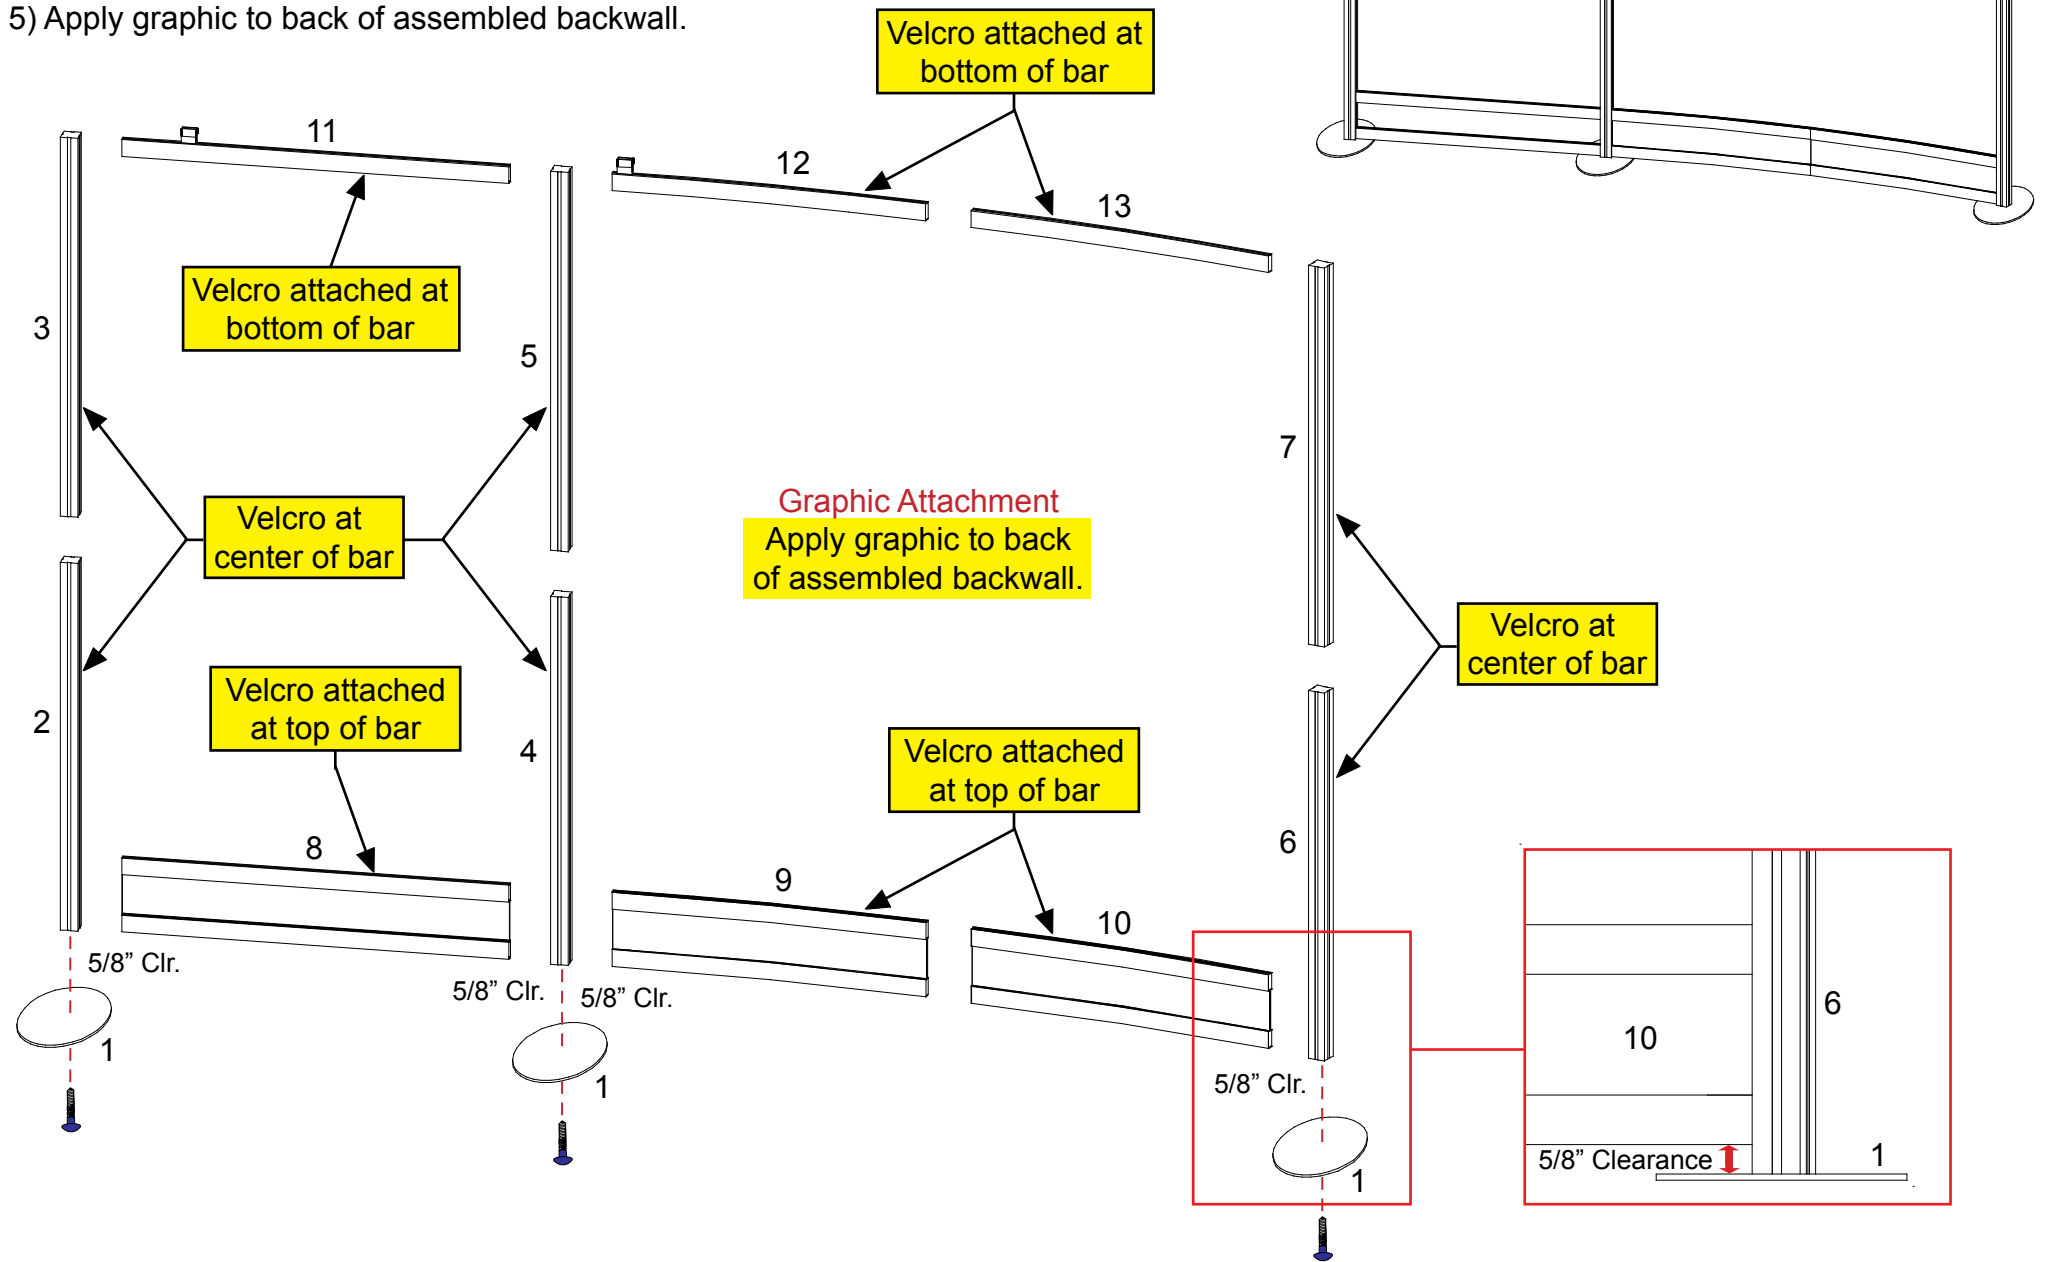 5) Apply graphic to back of assembled backwall.
Velcro attached at
bottom of bar
11
12
13
Velcro attached at
bottom of bar
3
5
7
Velcro at
center of bar
Graphic Attachment
Apply graphic to back
of assembled backwall.
Velcro at
center of bar
2
4
6
Velcro attached
at top of bar
Velcro attached
at top of bar
8
9
10
5/8” Clr.
5/8” Clr.
5/8” Clr.
5/8” Clr.
1
1
1
6
10
5/8” Clearance
1